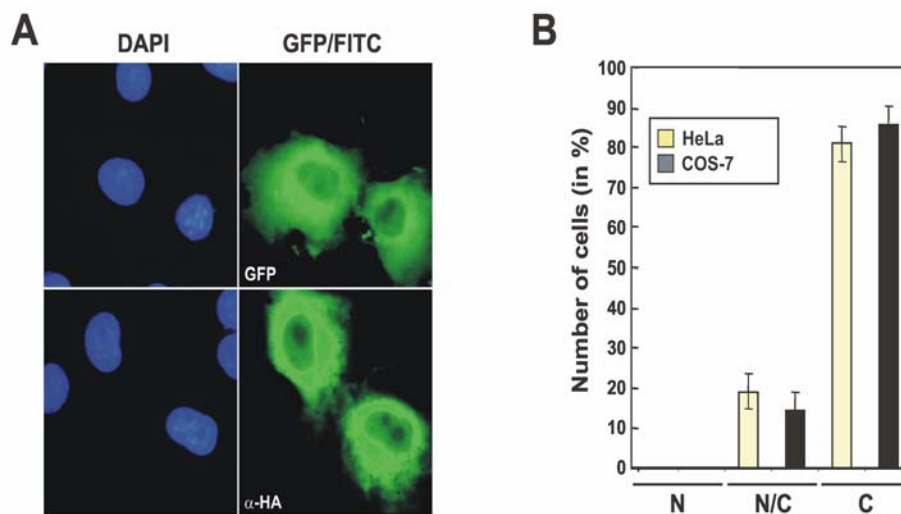 A
DAPI
GFP/FITC
GFP
α-HA
B
Number of cells (in %)
100
90
80
70
60
50
40
30
20
10
0
HeLa
COS-7
N
N/C
C